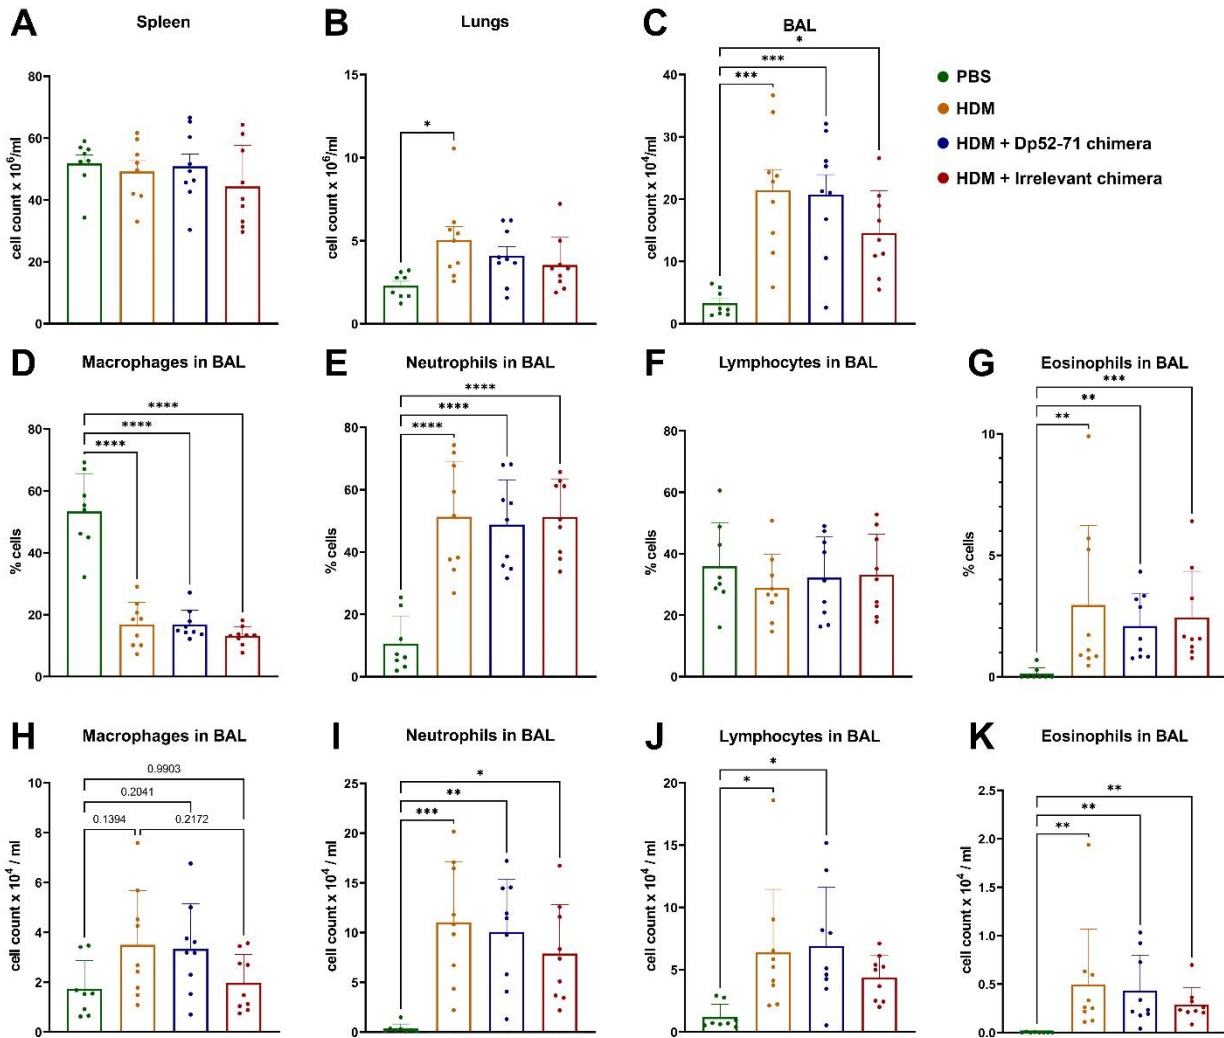 A
Spleen
cell count x 10⁶/ml
80
60
40
20
0
B
Lungs
cell count x 10⁶/ml
15
10
5
0
*
C
BAL
cell count x 10⁴/ml
40
30
20
10
0
*
***
***
PBS
HDM
HDM + Dp52-71 chimera
HDM + Irrelevant chimera
D
Macrophages in BAL
% cells
80
60
40
20
0
****
****
****
E
Neutrophils in BAL
80
60
40
20
0
****
****
****
F
Lymphocytes in BAL
80
60
40
20
0
G
Eosinophils in BAL
% cells
10
5
0
***
**
**
H
Macrophages in BAL
cell count x 10⁴ / ml
10
8
6
4
2
0
0.9903
0.2041
0.1394
0.2172
I
Neutrophils in BAL
cell count x 10⁴ / ml
25
20
15
10
5
0
*
**
***
J
Lymphocytes in BAL
cell count x 10⁴ / ml
20
15
10
5
0
*
*
K
Eosinophils in BAL
cell count x 10⁴ / ml
2.5
2.0
1.5
1.0
0.5
0.0
**
**
**